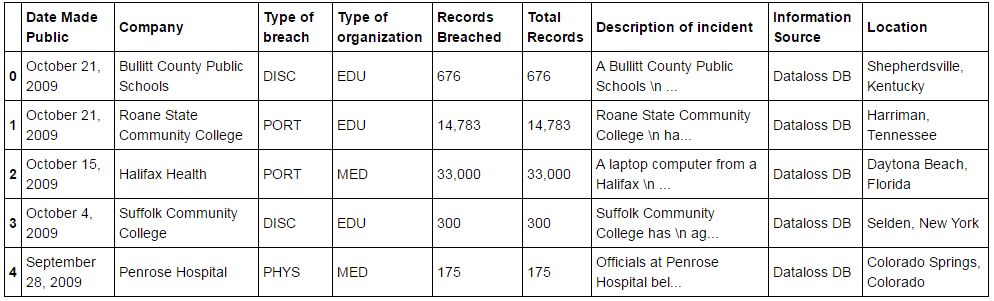 Date Made Public Company Type of breach Type of organization Records Breached Total Records Description of incident Information Source Location
0 October 21, 2009 Bullitt County Public Schools DISC EDU 676 676 A Bullitt County Public Schools \n ... Dataloss DB Shepherdsville, Kentucky
1 October 21, 2009 Roane State Community College PORT EDU 14,783 14,783 Roane State Community College \n ha... Dataloss DB Harriman, Tennessee
2 October 15, 2009 Halifax Health PORT MED 33,000 33,000 A laptop computer from a Halifax \n ... Dataloss DB Daytona Beach, Florida
3 October 4, 2009 Suffolk Community College DISC EDU 300 300 Suffolk Community College has \n ag... Dataloss DB Selden, New York
4 September 28, 2009 Penrose Hospital PHYS MED 175 175 Officials at Penrose Hospital bel... Dataloss DB Colorado Springs, Colorado